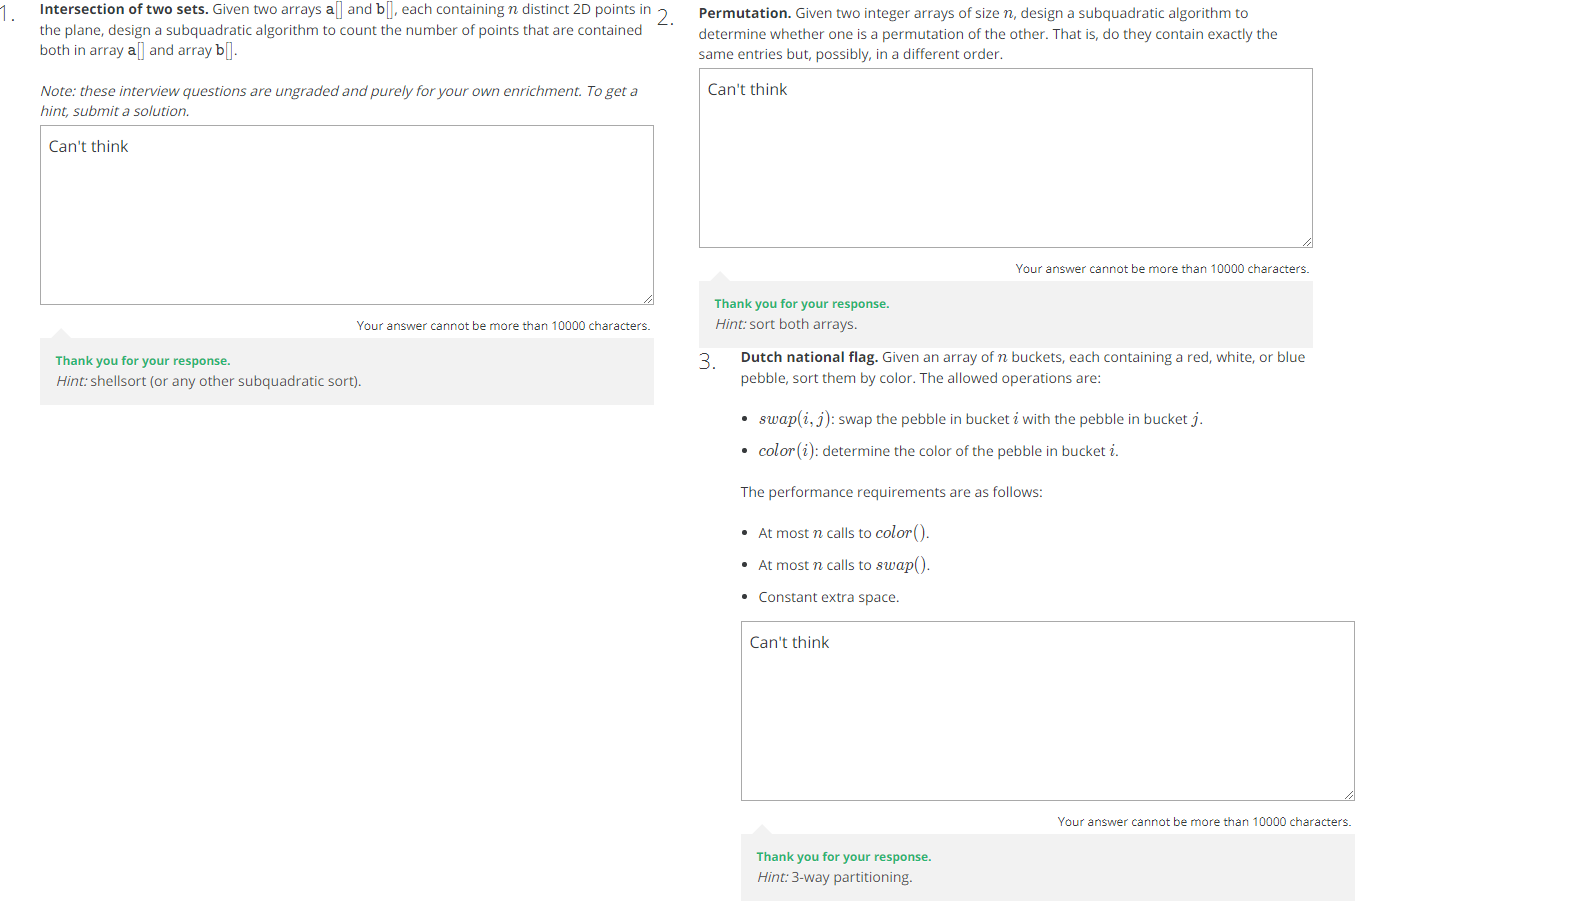 1.
Intersection of two sets. Given two arrays a[] and b[], each containing n distinct 2D points in
the plane, design a subquadratic algorithm to count the number of points that are contained
both in array a[] and array b[].
Note: these interview questions are ungraded and purely for your own enrichment. To get a
hint, submit a solution.
Can't think
Your answer cannot be more than 10000 characters.
Thank you for your response.
Hint: shellsort (or any other subquadratic sort).
2.
Permutation. Given two integer arrays of size n, design a subquadratic algorithm to
determine whether one is a permutation of the other. That is, do they contain exactly the
same entries but, possibly, in a different order.
Can't think
Your answer cannot be more than 10000 characters.
Thank you for your response.
Hint: sort both arrays.
3.
Dutch national flag. Given an array of n buckets, each containing a red, white, or blue
pebble, sort them by color. The allowed operations are:
• swap(i, j): swap the pebble in bucket i with the pebble in bucket j.
• color(i): determine the color of the pebble in bucket i.
The performance requirements are as follows:
• At most n calls to color().
• At most n calls to swap().
• Constant extra space.
Can't think
Your answer cannot be more than 10000 characters.
Thank you for your response.
Hint: 3-way partitioning.